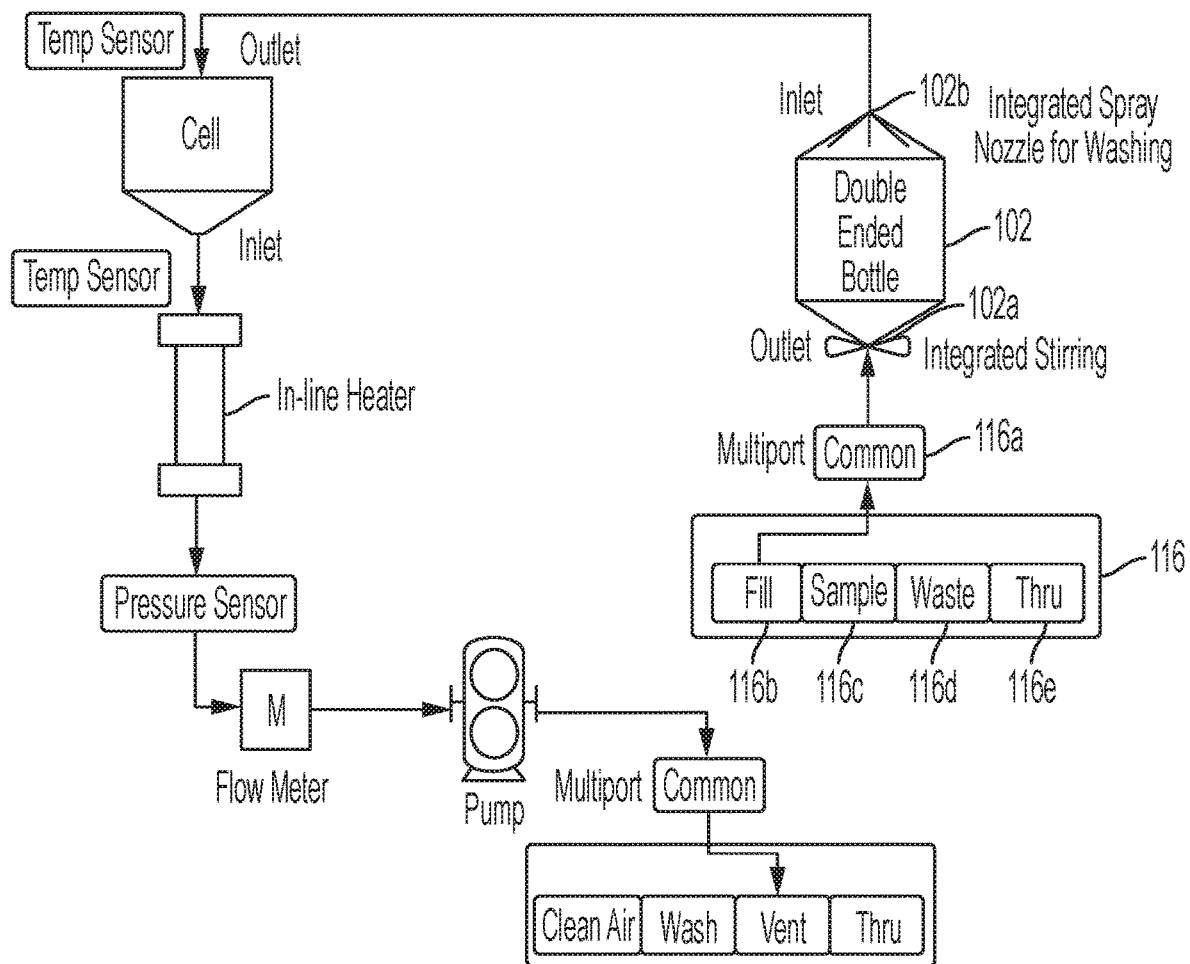 Temp Sensor
Outlet
Cell
Inlet
Temp Sensor
In-line Heater
Pressure Sensor
M
Flow Meter
Pump
Multiport
Common
Clean Air
Wash
Vent
Thru
Inlet
102b
Integrated Spray
Nozzle for Washing
Double
Ended
Bottle
102
102a
Outlet
Integrated Stirring
Multiport
Common
116a
116
Fill
Sample
Waste
Thru
116b
116c
116d
116e